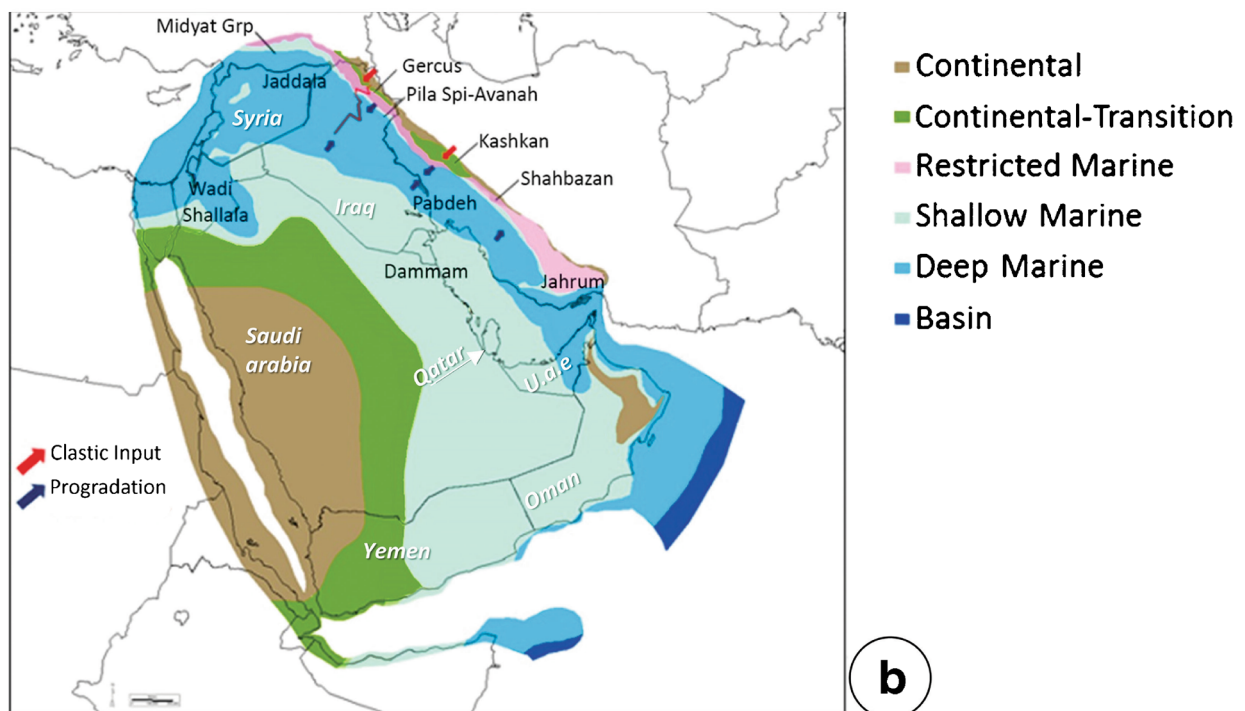 Midyat Grp
Gercus
Jaddala
Pila Spi-Avanah
Syria
Kashkan
Shahbazan
Wadi
Shallala
Iraq
Pabdeh
Dammam
Jahrum
Saudi
arabia
Qatar
U.a.e
Clastic Input
Progradation
Oman
Yemen
Continental
Continental-Transition
Restricted Marine
Shallow Marine
Deep Marine
Basin
b